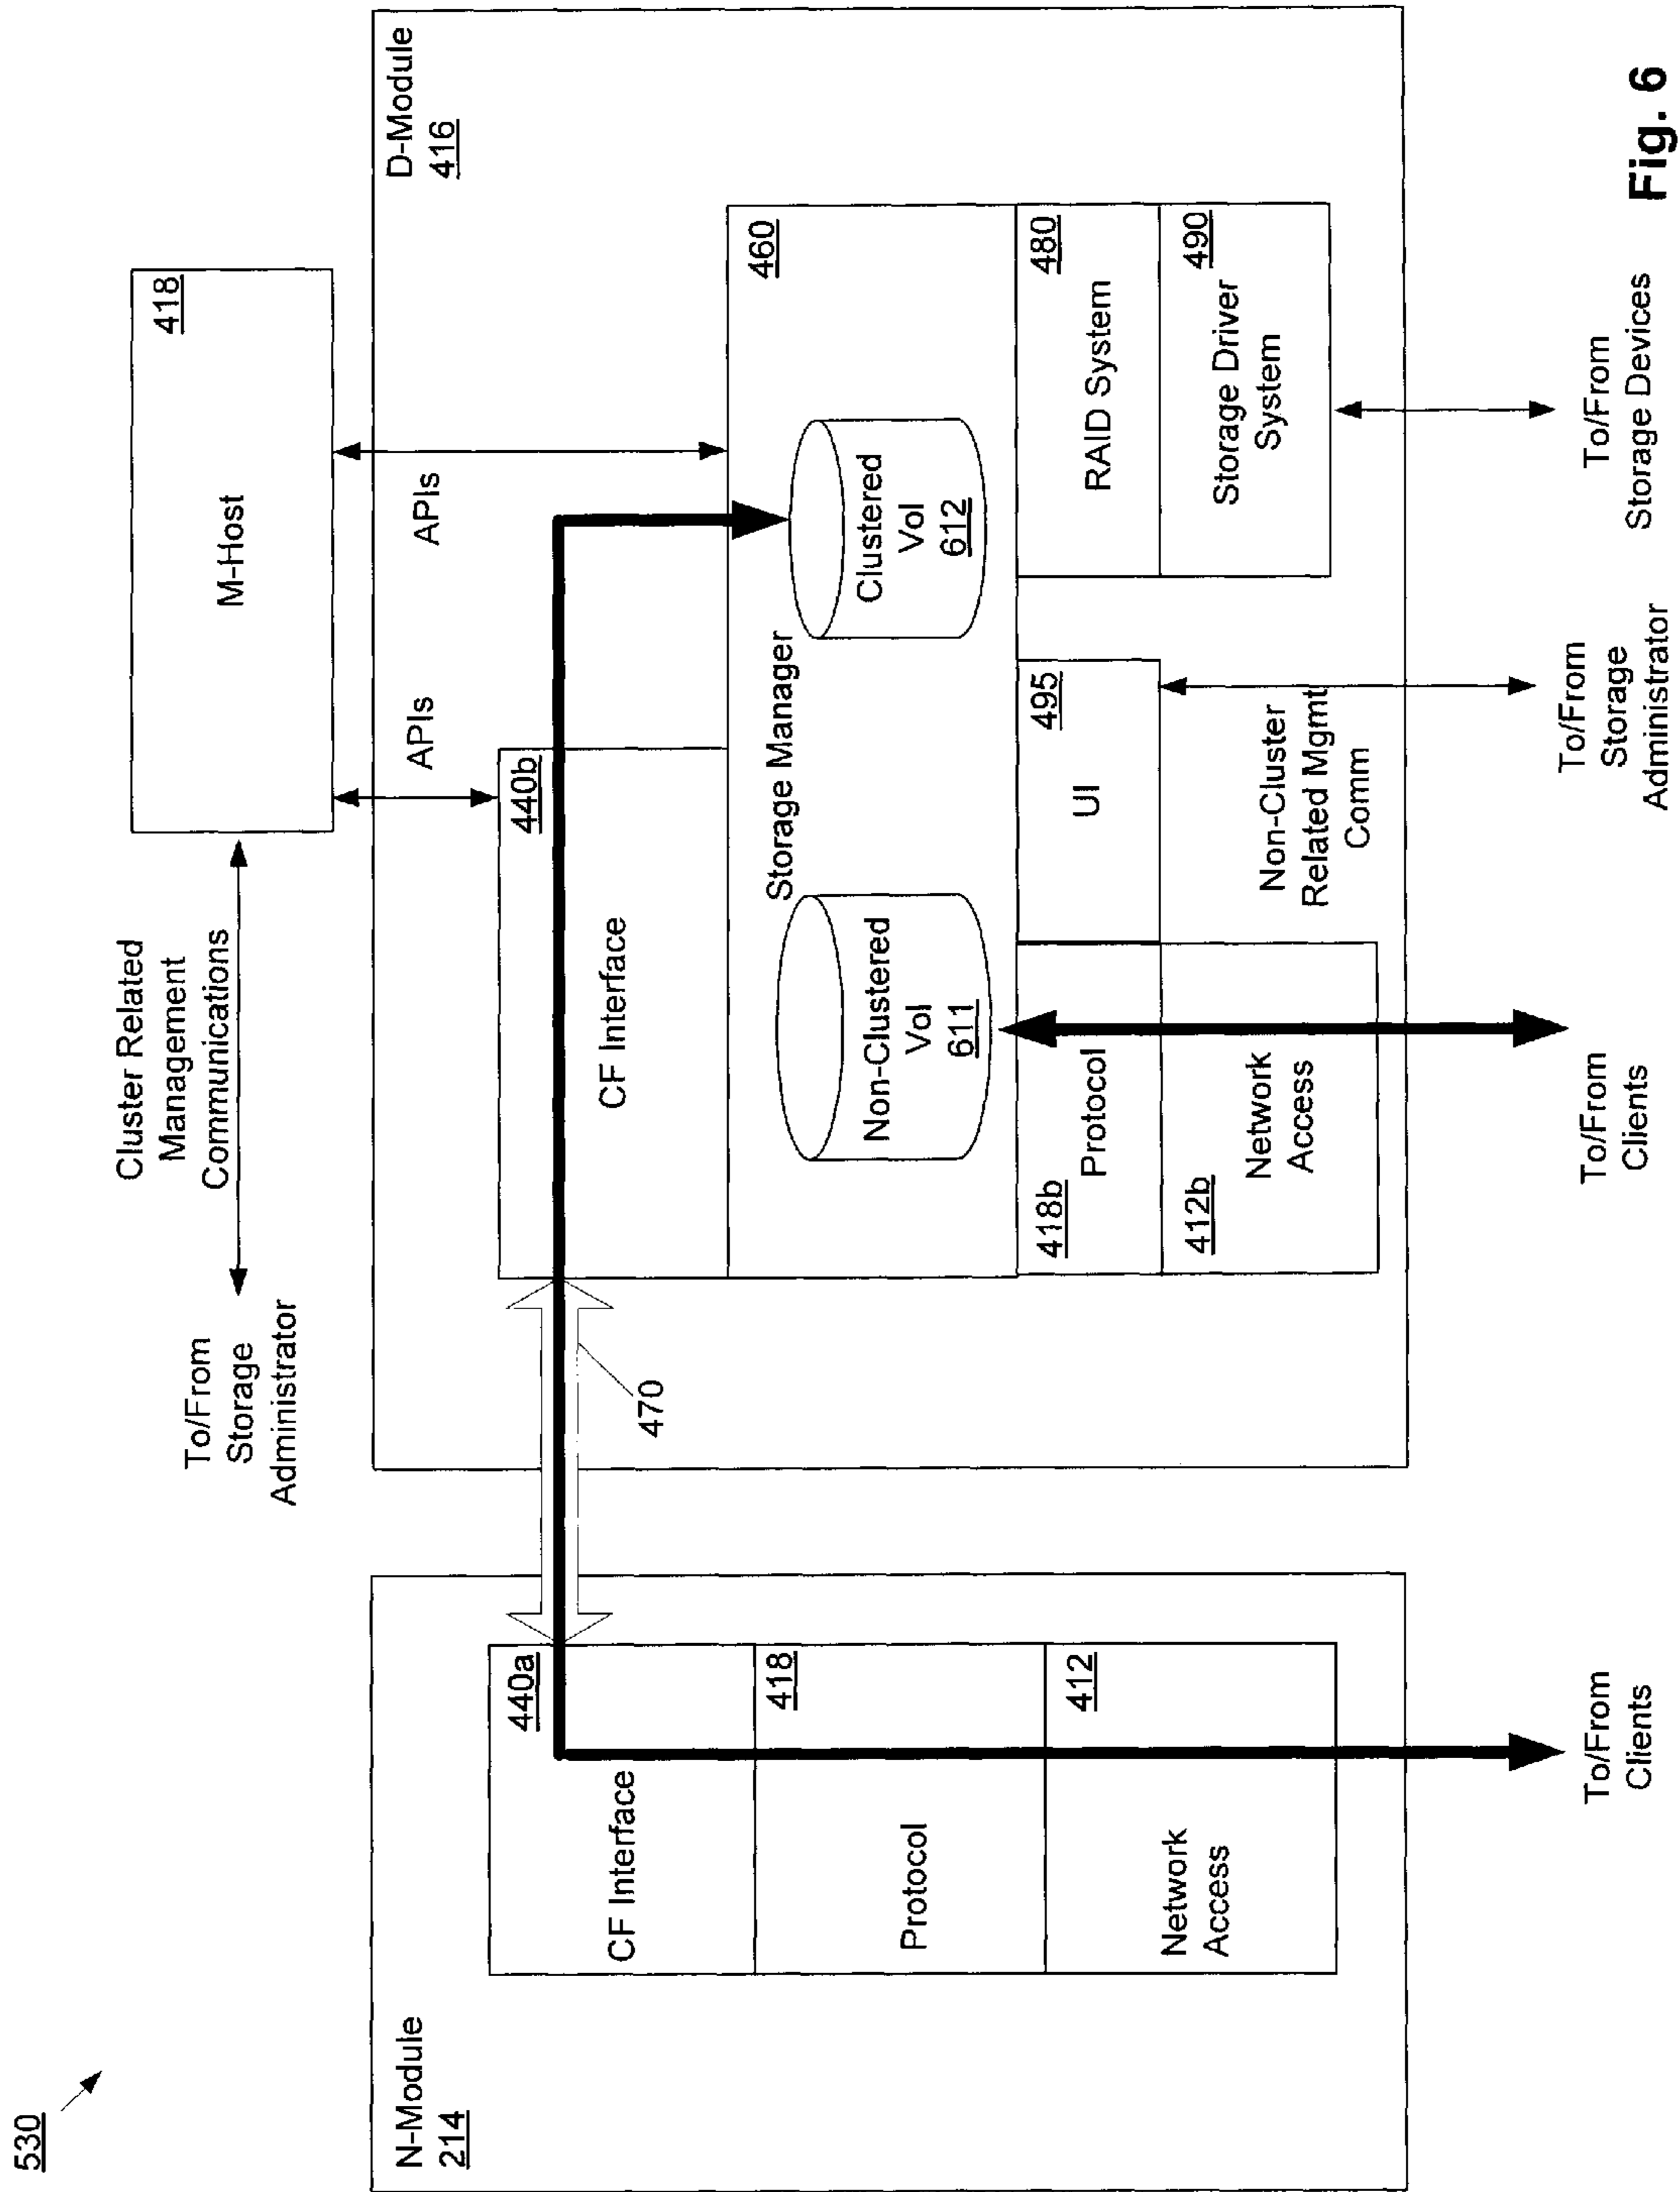 530
Cluster Related
Management
Communications
To/From
Storage
Administrator
M-Host
418
APIs
APIs
N-Module
214
CF Interface
440a
Protocol
418
Network
Access
412
To/From
Clients
470
D-Module
416
CF Interface
440b
Storage Manager
460
Non-Clustered
Vol
611
Clustered
Vol
612
418b
Protocol
412b
Network
Access
UI
495
Non-Cluster
Related Mgmt
Comm
RAID System
480
Storage Driver
System
490
To/From
Clients
To/From
Storage
Administrator
To/From
Storage Devices
Fig. 6